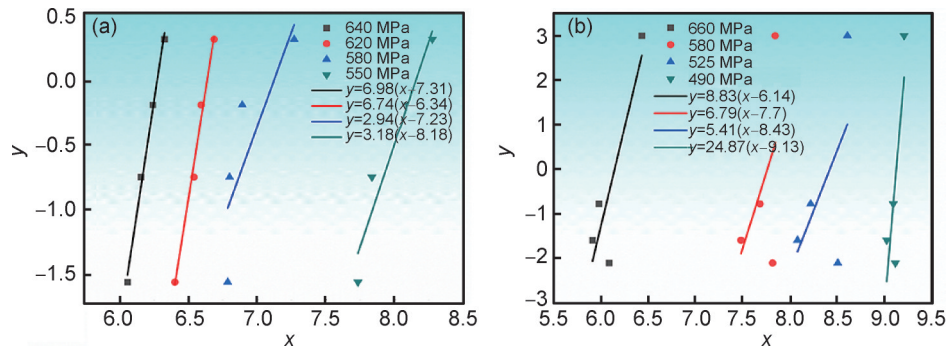 (a)
640 MPa
620 MPa
580 MPa
550 MPa
y=6.98(x−7.31)
y=6.74(x−6.34)
y=2.94(x−7.23)
y=3.18(x−8.18)
0.5
0.0
−0.5
−1.0
−1.5
y
6.0 6.5 7.0 7.5 8.0 8.5
x
(b)
660 MPa
580 MPa
525 MPa
490 MPa
y=8.83(x−6.14)
y=6.79(x−7.7)
y=5.41(x−8.43)
y=24.87(x−9.13)
3
2
1
0
−1
−2
−3
y
5.5 6.0 6.5 7.0 7.5 8.0 8.5 9.0 9.5
x